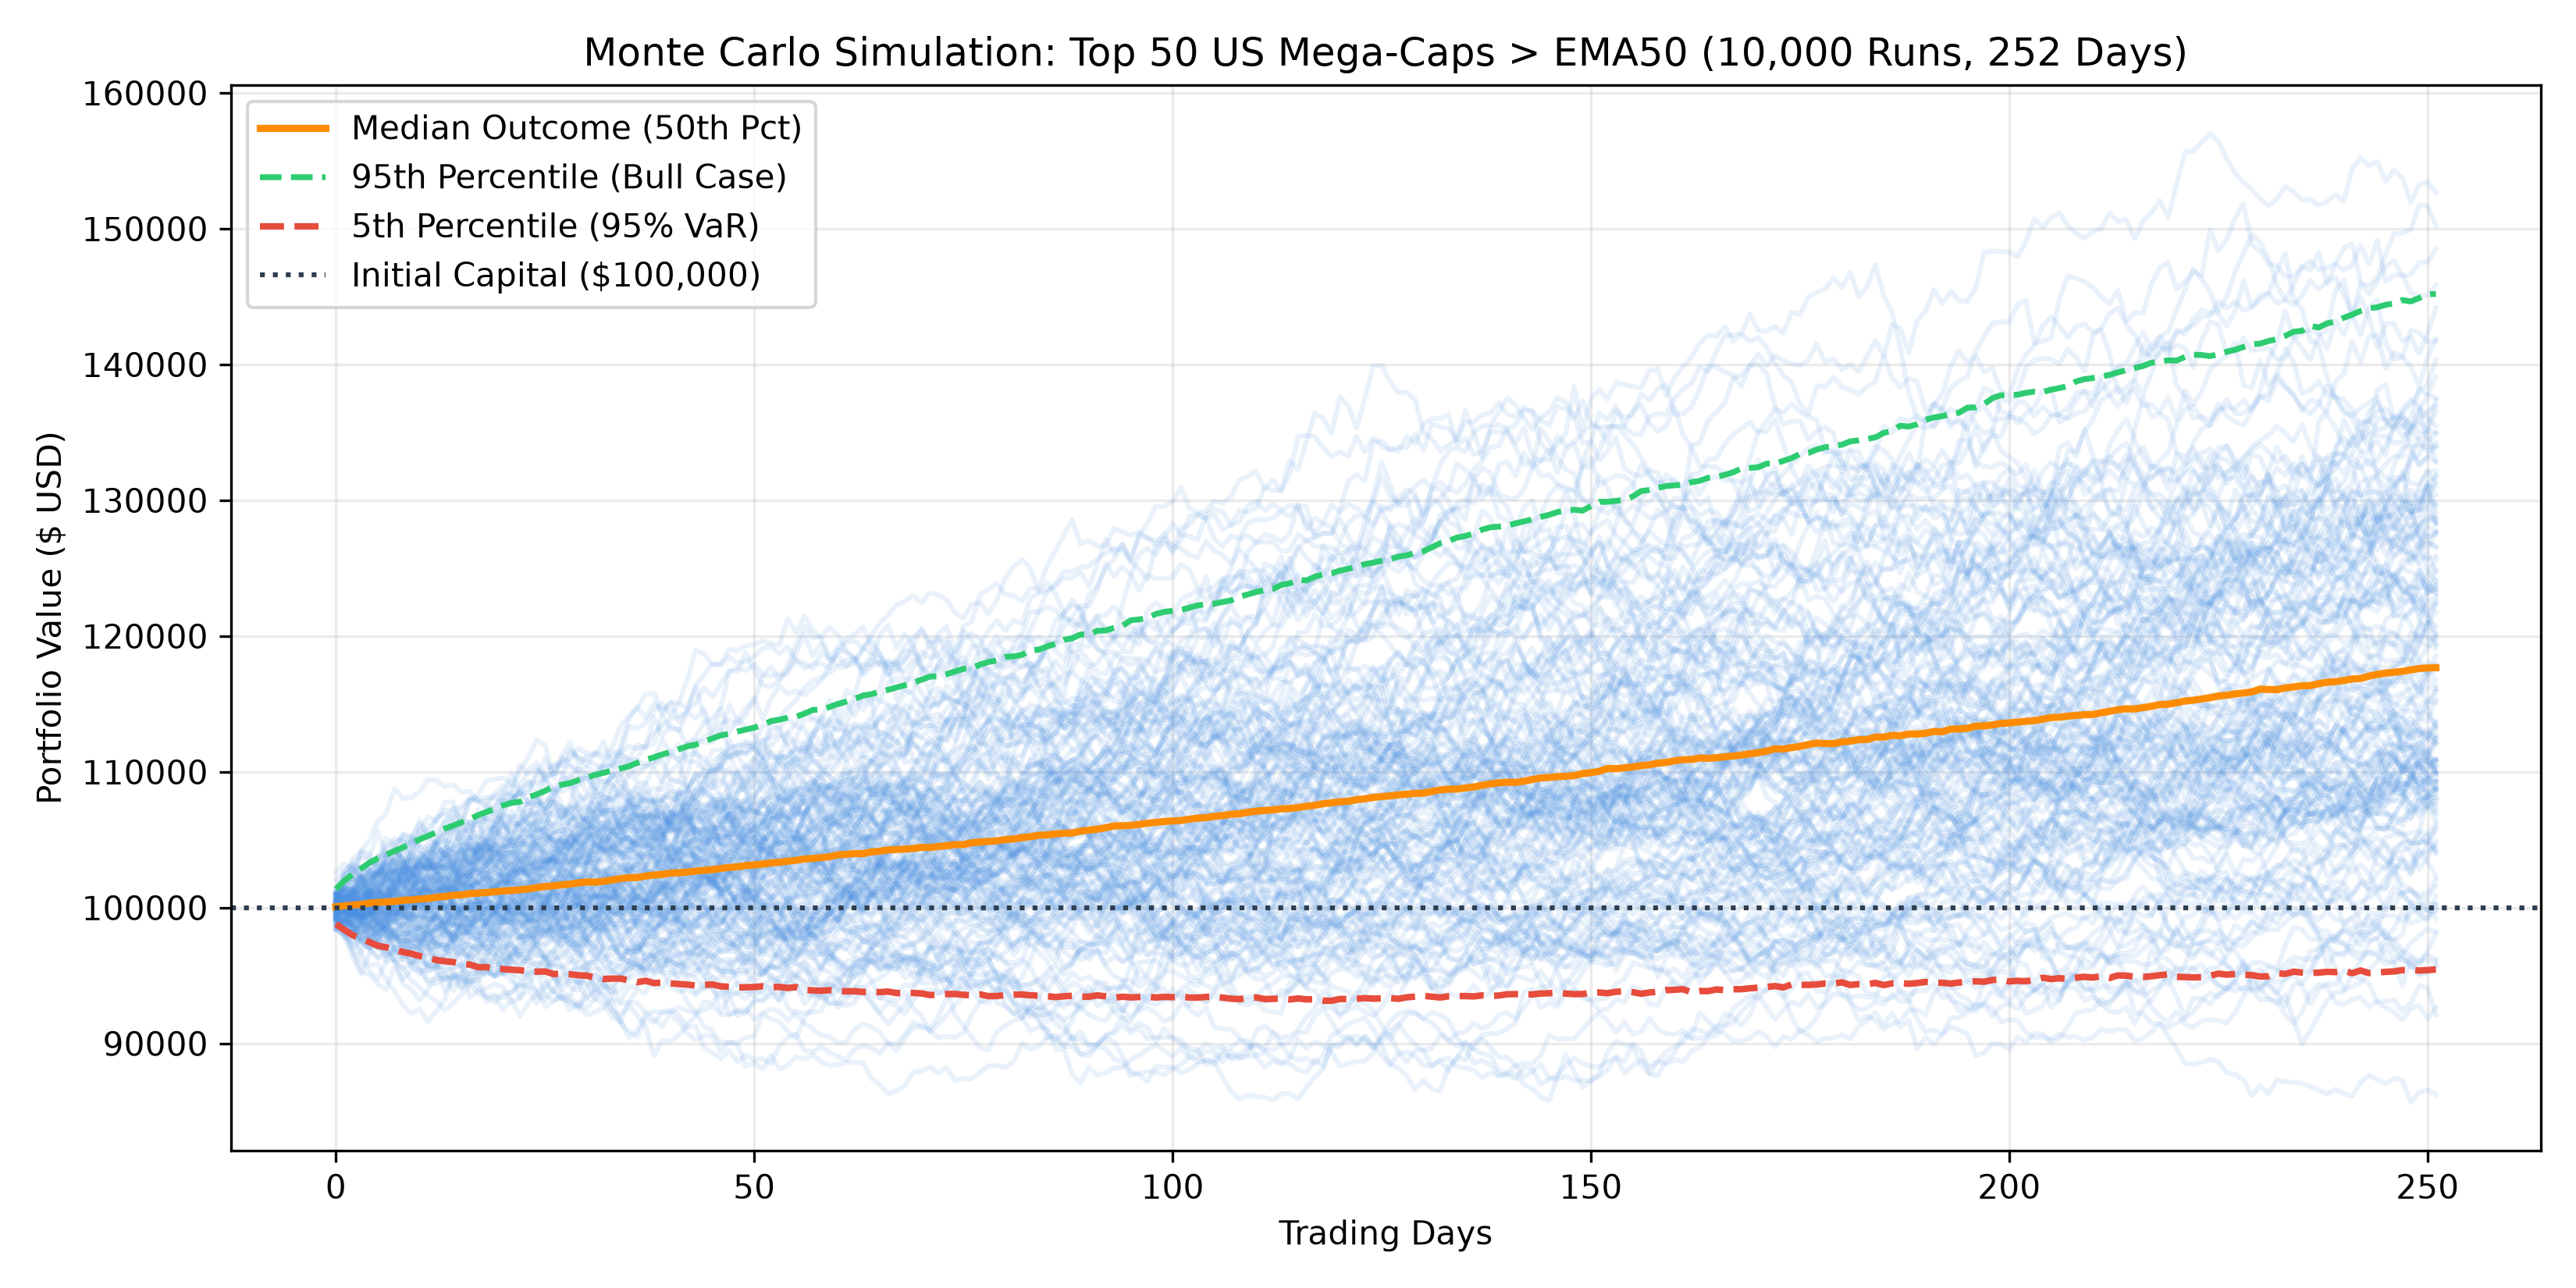 Monte Carlo Simulation: Top 50 US Mega-Caps > EMA50 (10,000 Runs, 252 Days)
Median Outcome (50th Pct)
95th Percentile (Bull Case)
5th Percentile (95% VaR)
Initial Capital ($100,000)
Portfolio Value ($ USD)
160000
150000
140000
130000
120000
110000
100000
90000
0 50 100 150 200 250
Trading Days